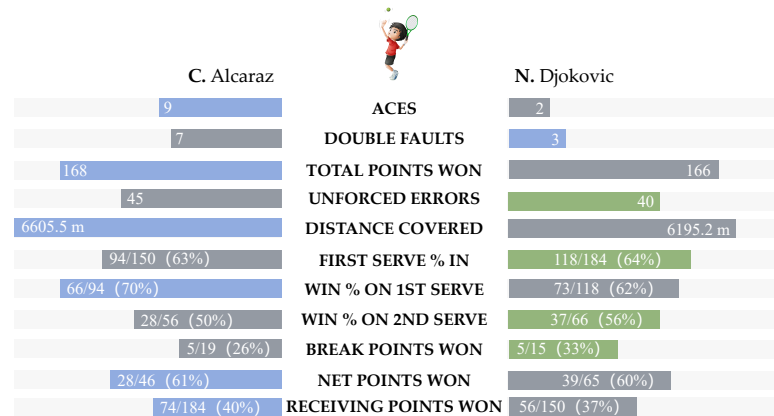 C. Alcaraz N. Djokovic
9 ACES 2
7 DOUBLE FAULTS 3
168 TOTAL POINTS WON 166
45 UNFORCED ERRORS 40
6605.5 m DISTANCE COVERED 6195.2 m
94/150 (63%) FIRST SERVE % IN 118/184 (64%)
66/94 (70%) WIN % ON 1ST SERVE 73/118 (62%)
28/56 (50%) WIN % ON 2ND SERVE 37/66 (56%)
5/19 (26%) BREAK POINTS WON 5/15 (33%)
28/46 (61%) NET POINTS WON 39/65 (60%)
74/184 (40%) RECEIVING POINTS WON 56/150 (37%)